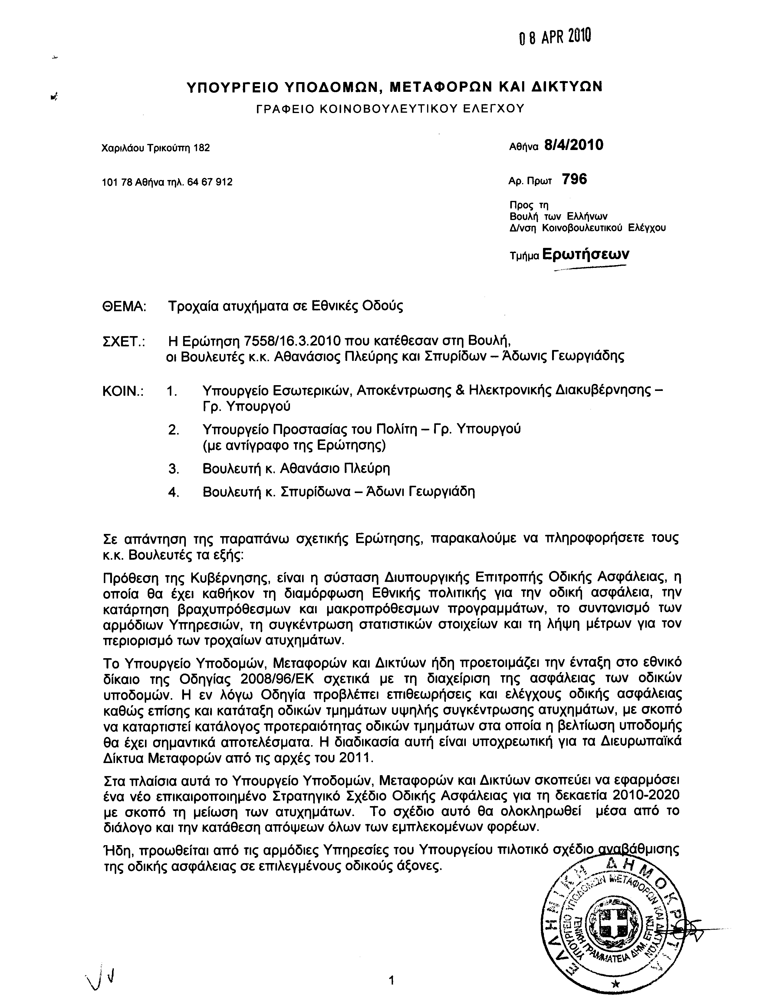 08 APR 2010
ΥΠΟΥΡΓΕΙΟ ΥΠΟΔΟΜΩΝ, ΜΕΤΑΦΟΡΩΝ ΚΑΙ ΔΙΚΤΥΩΝ
ΓΡΑΦΕΙΟ ΚΟΙΝΟΒΟΥΛΕΥΤΙΚΟΥ ΕΛΕΓΧΟΥ
Χαριλάου Τρικούπη 182
Αθήνα 8/4/2010
101 78 Αθήνα τηλ. 64 67 912
Αρ. Πρωτ 796
Προς τη
Βουλή των Ελλήνων
Δ/νση Κοινοβουλευτικού Ελέγχου
Τμήμα Ερωτήσεων
ΘΕΜΑ: Τροχαία ατυχήματα σε Εθνικές Οδούς
ΣΧΕΤ.: Η Ερώτηση 7558/16.3.2010 που κατέθεσαν στη Βουλή,
οι Βουλευτές κ.κ. Αθανάσιος Πλεύρης και Σπυρίδων – Άδωνις Γεωργιάδης
ΚΟΙΝ.: 1. Υπουργείο Εσωτερικών, Αποκέντρωσης & Ηλεκτρονικής Διακυβέρνησης –
Γρ. Υπουργού
2. Υπουργείο Προστασίας του Πολίτη – Γρ. Υπουργού
(με αντίγραφο της Ερώτησης)
3. Βουλευτή κ. Αθανάσιο Πλεύρη
4. Βουλευτή κ. Σπυρίδωνα – Άδωνι Γεωργιάδη
Σε απάντηση της παραπάνω σχετικής Ερώτησης, παρακαλούμε να πληροφορήσετε τους
κ.κ. Βουλευτές τα εξής:
Πρόθεση της Κυβέρνησης, είναι η σύσταση Διυπουργικής Επιτροπής Οδικής Ασφάλειας, η
οποία θα έχει καθήκον τη διαμόρφωση Εθνικής πολιτικής για την οδική ασφάλεια, την
κατάρτηση βραχυπρόθεσμων και μακροπρόθεσμων προγραμμάτων, το συντονισμό των
αρμόδιων Υπηρεσιών, τη συγκέντρωση στατιστικών στοιχείων και τη λήψη μέτρων για τον
περιορισμό των τροχαίων ατυχημάτων.
Το Υπουργείο Υποδομών, Μεταφορών και Δικτύων ήδη προετοιμάζει την ένταξη στο εθνικό
δίκαιο της Οδηγίας 2008/96/ΕΚ σχετικά με τη διαχείριση της ασφάλειας των οδικών
υποδομών. Η εν λόγω Οδηγία προβλέπει επιθεωρήσεις και ελέγχους οδικής ασφάλειας
καθώς επίσης και κατάταξη οδικών τμημάτων υψηλής συγκέντρωσης ατυχημάτων, με σκοπό
να καταρτιστεί κατάλογος προτεραιότητας οδικών τμημάτων στα οποία η βελτίωση υποδομής
θα έχει σημαντικά αποτελέσματα. Η διαδικασία αυτή είναι υποχρεωτική για τα Διευρωπαϊκά
Δίκτυα Μεταφορών από τις αρχές του 2011.
Στα πλαίσια αυτά το Υπουργείο Υποδομών, Μεταφορών και Δικτύων σκοπεύει να εφαρμόσει
ένα νέο επικαιροποιημένο Στρατηγικό Σχέδιο Οδικής Ασφάλειας για τη δεκαετία 2010-2020
με σκοπό τη μείωση των ατυχημάτων. Το σχέδιο αυτό θα ολοκληρωθεί μέσα από το
διάλογο και την κατάθεση απόψεων όλων των εμπλεκομένων φορέων.
Ήδη, προωθείται από τις αρμόδιες Υπηρεσίες του Υπουργείου πιλοτικό σχέδιο αναβάθμισης
της οδικής ασφάλειας σε επιλεγμένους οδικούς άξονες.
ΕΛΛΗΝΙΚΗ ΔΗΜΟΚΡΑΤΙΑ
ΥΠΟΥΡΓΕΙΟ ΥΠΟΔΟΜΩΝ ΜΕΤΑΦΟΡΩΝ ΚΑΙ ΔΙΚΤΥΩΝ
ΓΕΝΙΚΗ ΓΡΑΜΜΑΤΕΙΑ ΔΗΜ. ΕΡΓΩΝ
1